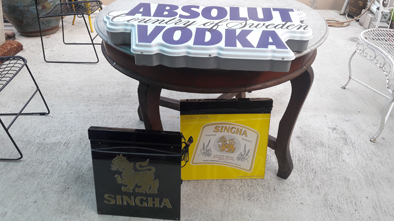 ABSOLUT
Country of Sweden
VODKA
SINGHA
SINGHA